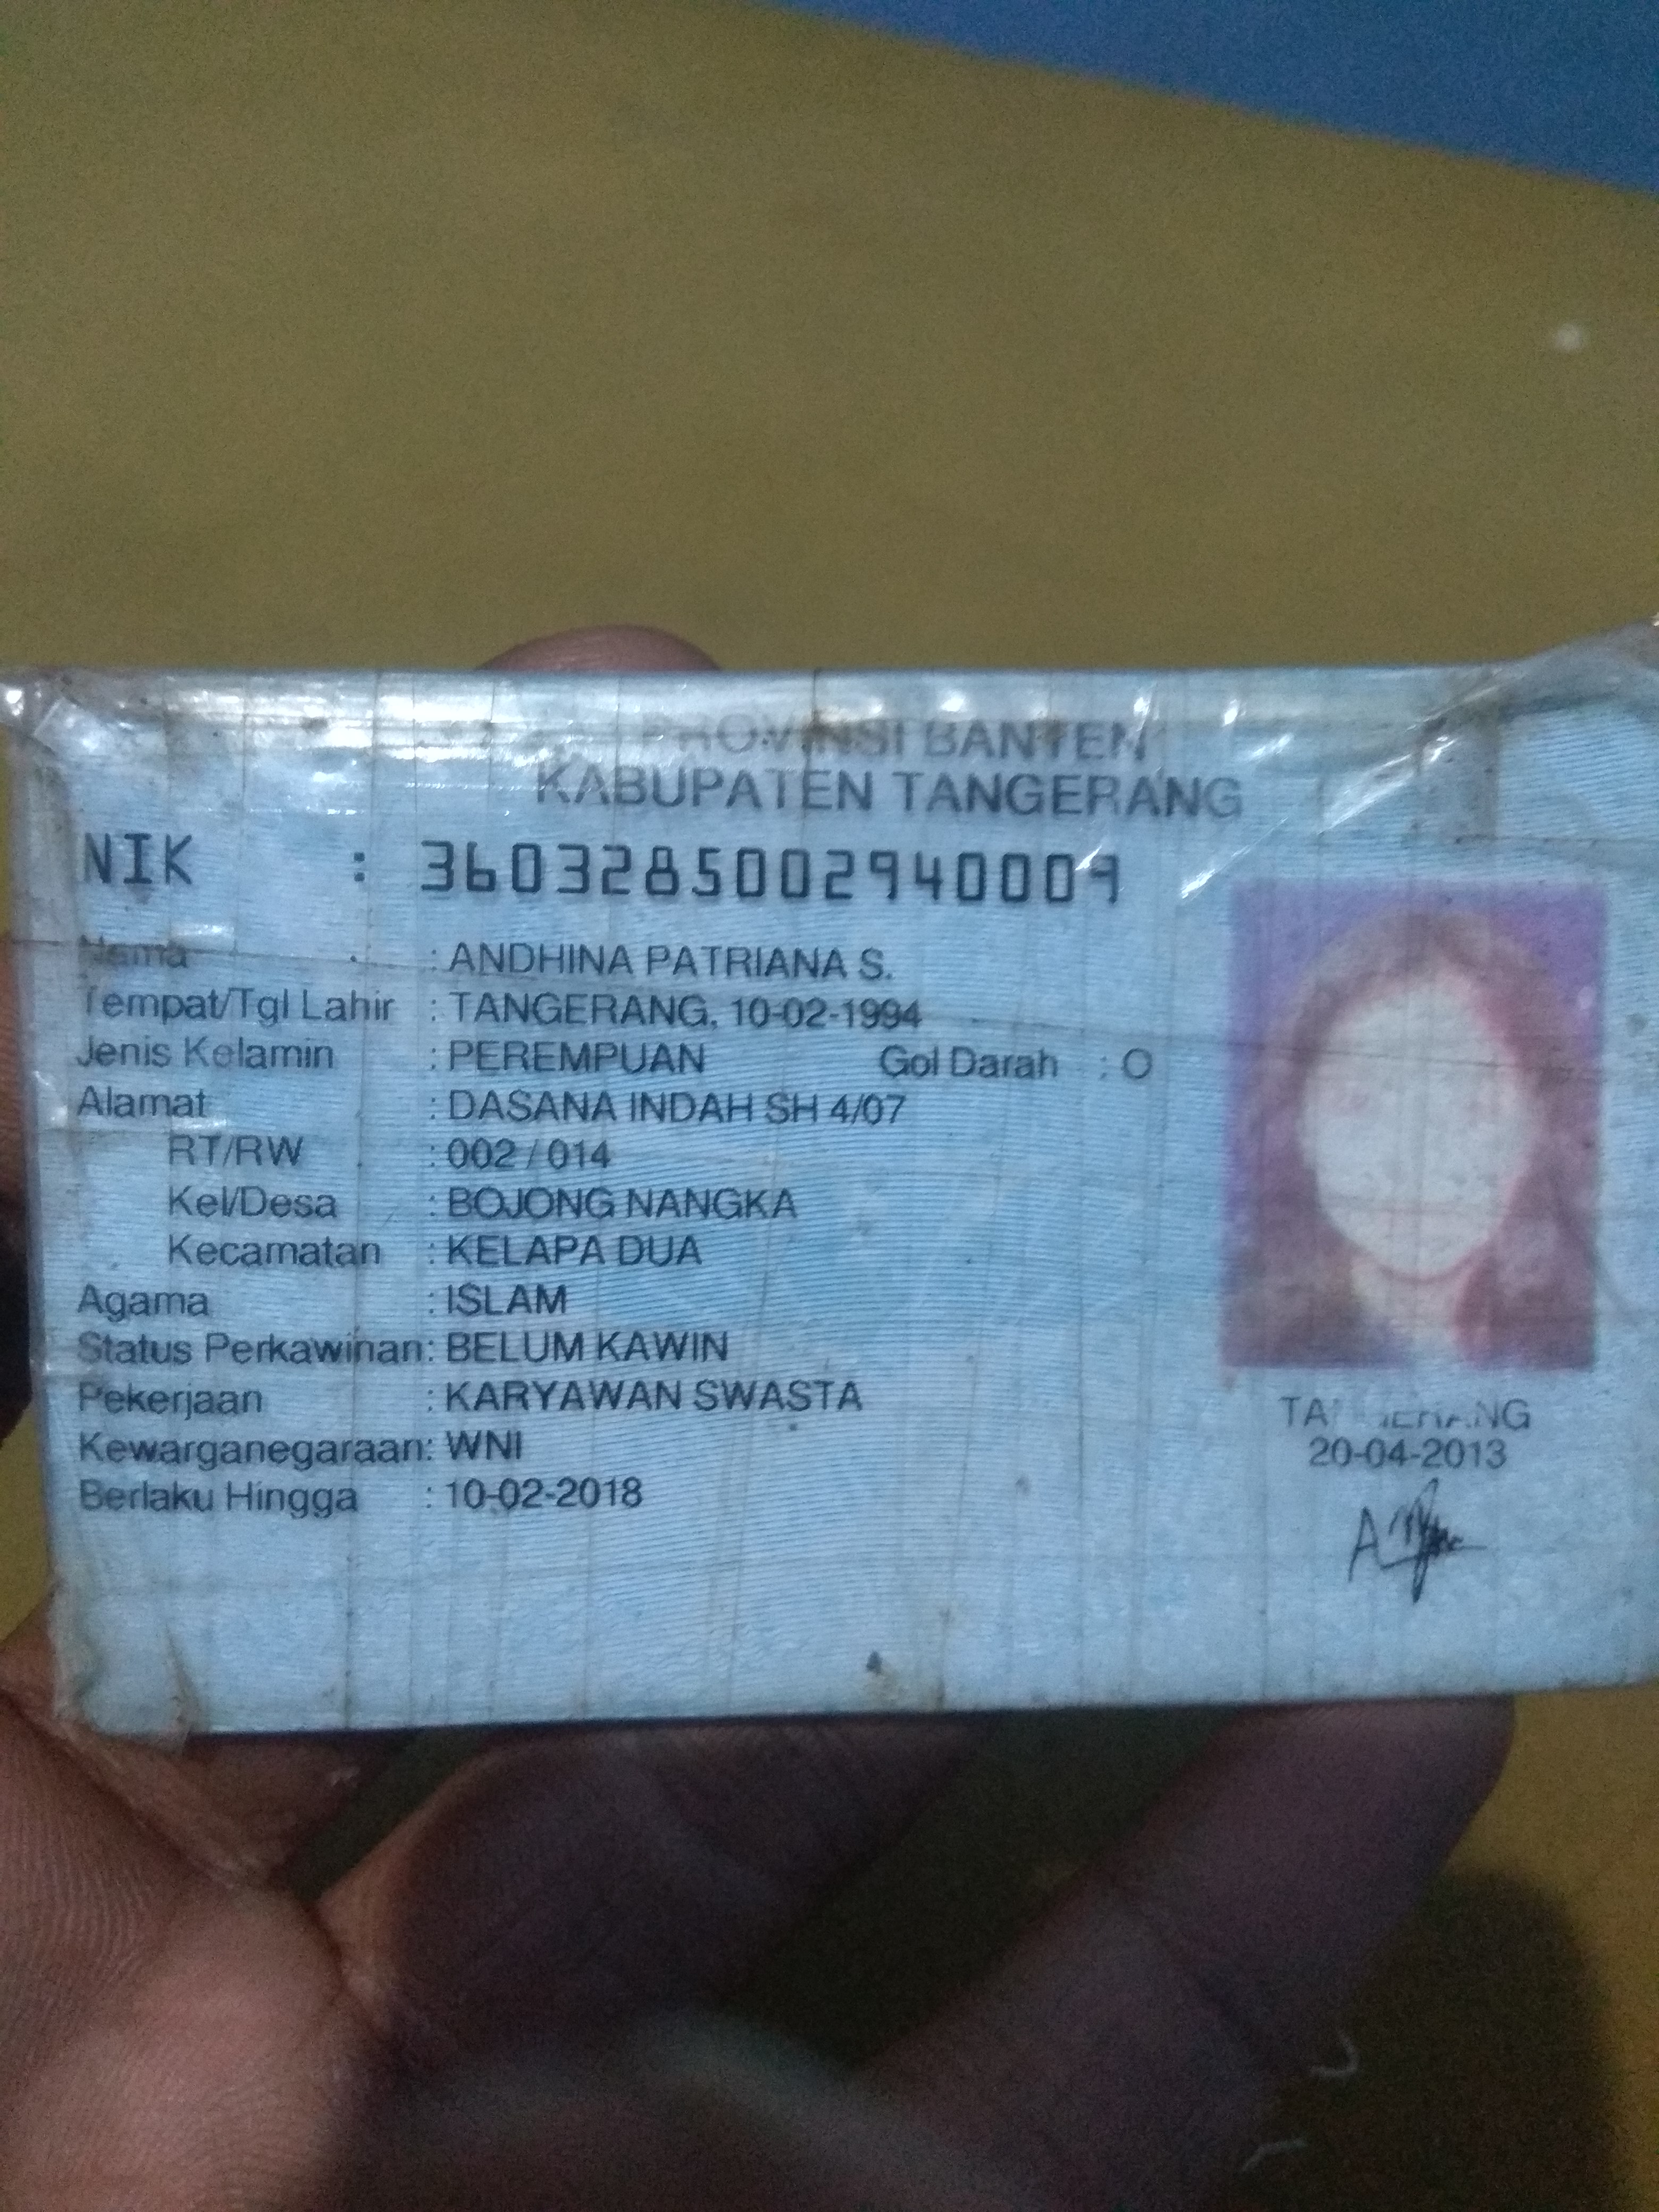 PROVINSI BANTEN
KABUPATEN TANGERANG
NIK : 3603285002940009
Nama : ANDHINA PATRIANA S.
Tempat/Tgl Lahir : TANGERANG, 10-02-1994
Jenis Kelamin : PEREMPUAN Gol Darah : O
Alamat : DASANA INDAH SH 4/07
RT/RW : 002 / 014
Kel/Desa : BOJONG NANGKA
Kecamatan : KELAPA DUA
Agama : ISLAM
Status Perkawinan : BELUM KAWIN
Pekerjaan : KARYAWAN SWASTA
Kewarganegaraan : WNI
Berlaku Hingga : 10-02-2018
TANGERANG
20-04-2013